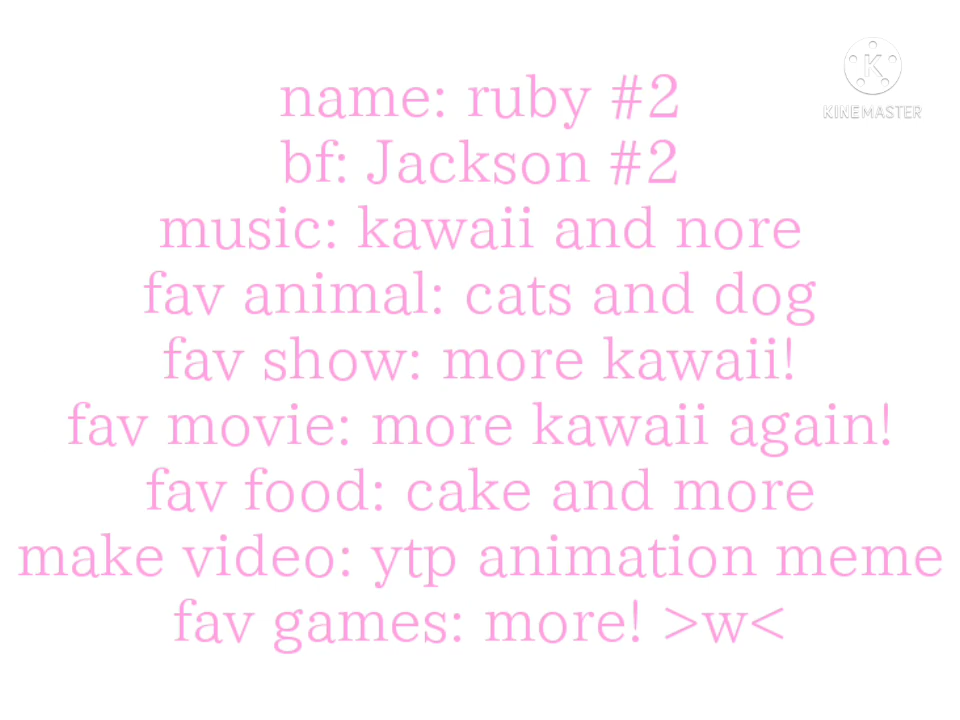 KINEMASTER
name: ruby #2
bf: Jackson #2
music: kawaii and nore
fav animal: cats and dog
fav show: more kawaii!
fav movie: more kawaii again!
fav food: cake and more
make video: ytp animation meme
fav games: more! >w<